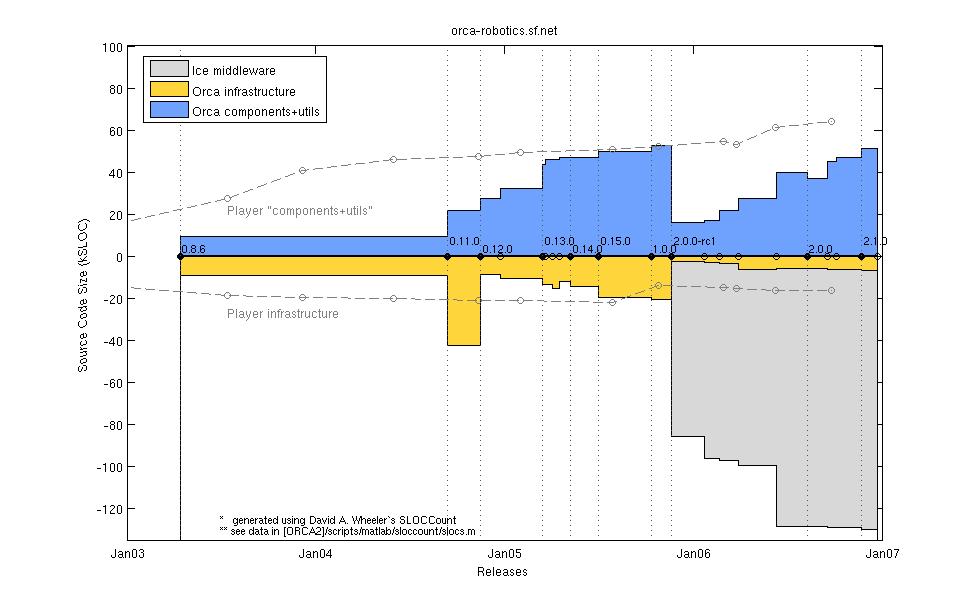 orca-robotics.sf.net
100
80
60
40
20
0
-20
-40
-60
-80
-100
-120
Source Code Size (kSLOC)
Ice middleware
Orca infrastructure
Orca components+utils
Player "components+utils"
0.8.6
0.11.0
0.12.0
0.13.0
0.14.0
0.15.0
1.0.0
2.0.0-rc1
2.0.0
2.1.0
Player infrastructure
* generated using David A. Wheeler`s SLOCCount
** see data in [ORCA2]/scripts/matlab/sloccount/slocs.m
Jan03 Jan04 Jan05 Jan06 Jan07
Releases